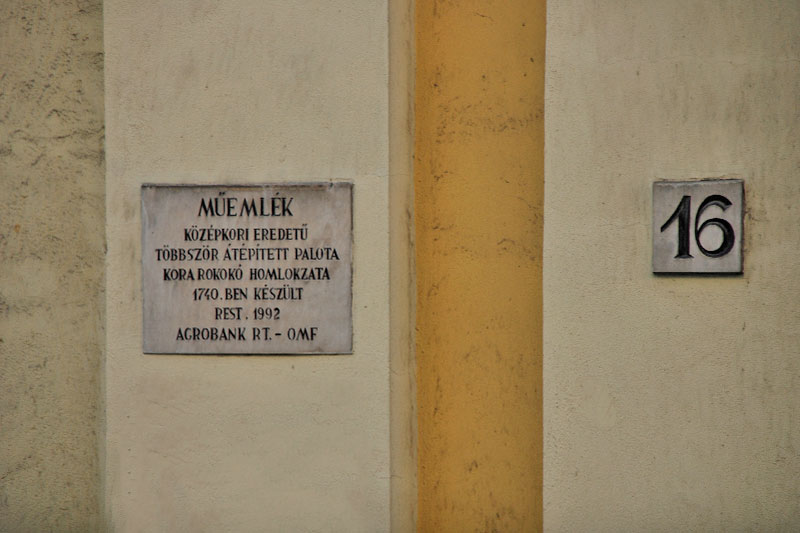 MŰEMLÉK
KÖZÉPKORI EREDETŰ
TÖBBSZÖR ÁTÉPÍTETT PALOTA
KORA ROKOKÓ HOMLOKZATA
1740.BEN KÉSZÜLT
REST. 1992
AGROBANK RT. - OMF
16